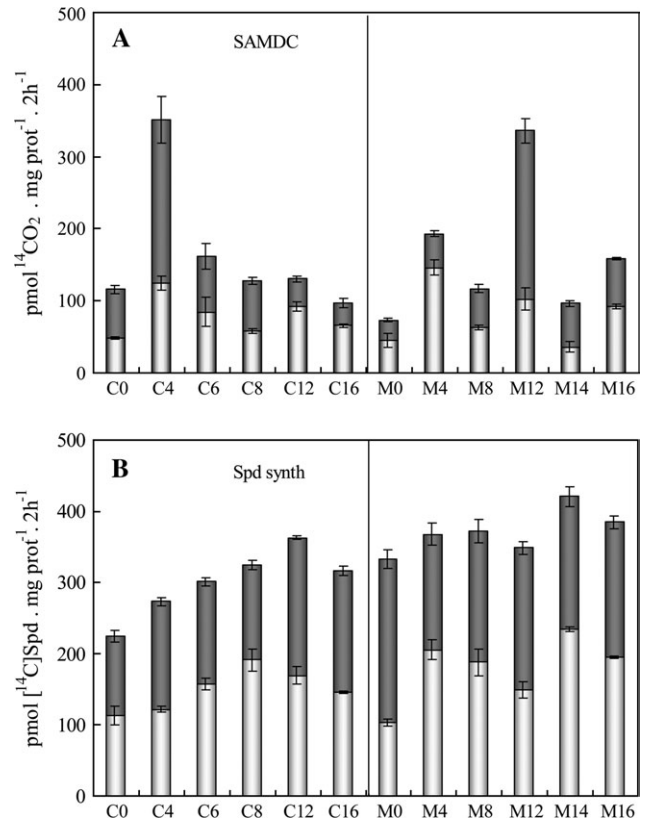 500
400
300
200
100
0
pmol ¹⁴CO₂ . mg prot⁻¹ . 2h⁻¹
A
SAMDC
C0 C4 C6 C8 C12 C16 M0 M4 M8 M12 M14 M16
500
400
300
200
100
0
pmol [¹⁴C]Spd . mg prot⁻¹ . 2h⁻¹
B
Spd synth
C0 C4 C6 C8 C12 C16 M0 M4 M8 M12 M14 M16